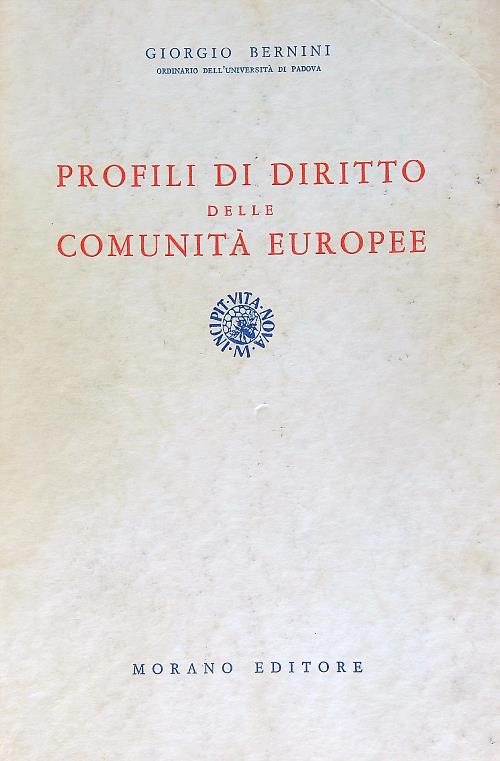 GIORGIO BERNINI
ORDINARIO DELL'UNIVERSITÀ DI PADOVA
PROFILI DI DIRITTO
DELLE
COMUNITÀ EUROPEE
INCIPIT·VITA·NOVA
·M·
MORANO EDITORE